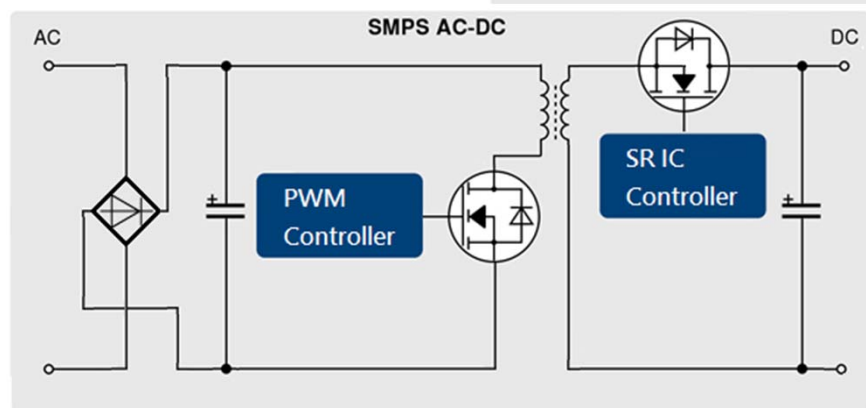 SMPS AC-DC
AC
DC
PWM
Controller
SR IC
Controller
+
+